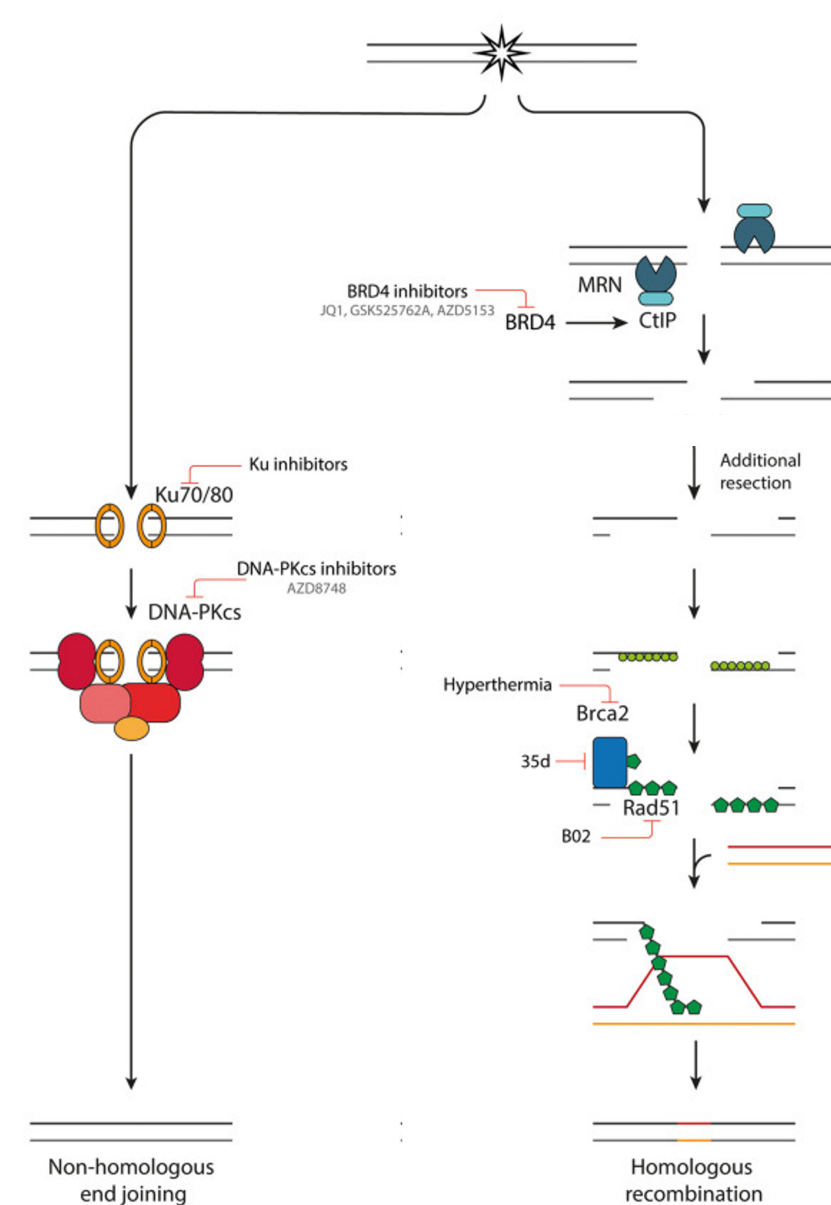 MRN
BRD4 inhibitors
JQ1, GSK525762A, AZD5153
BRD4
CtIP
Additional
resection
Ku inhibitors
Ku70/80
DNA-PKcs inhibitors
AZD8748
DNA-PKcs
Hyperthermia
Brca2
35d
Rad51
B02
Non-homologous
end joining
Homologous
recombination